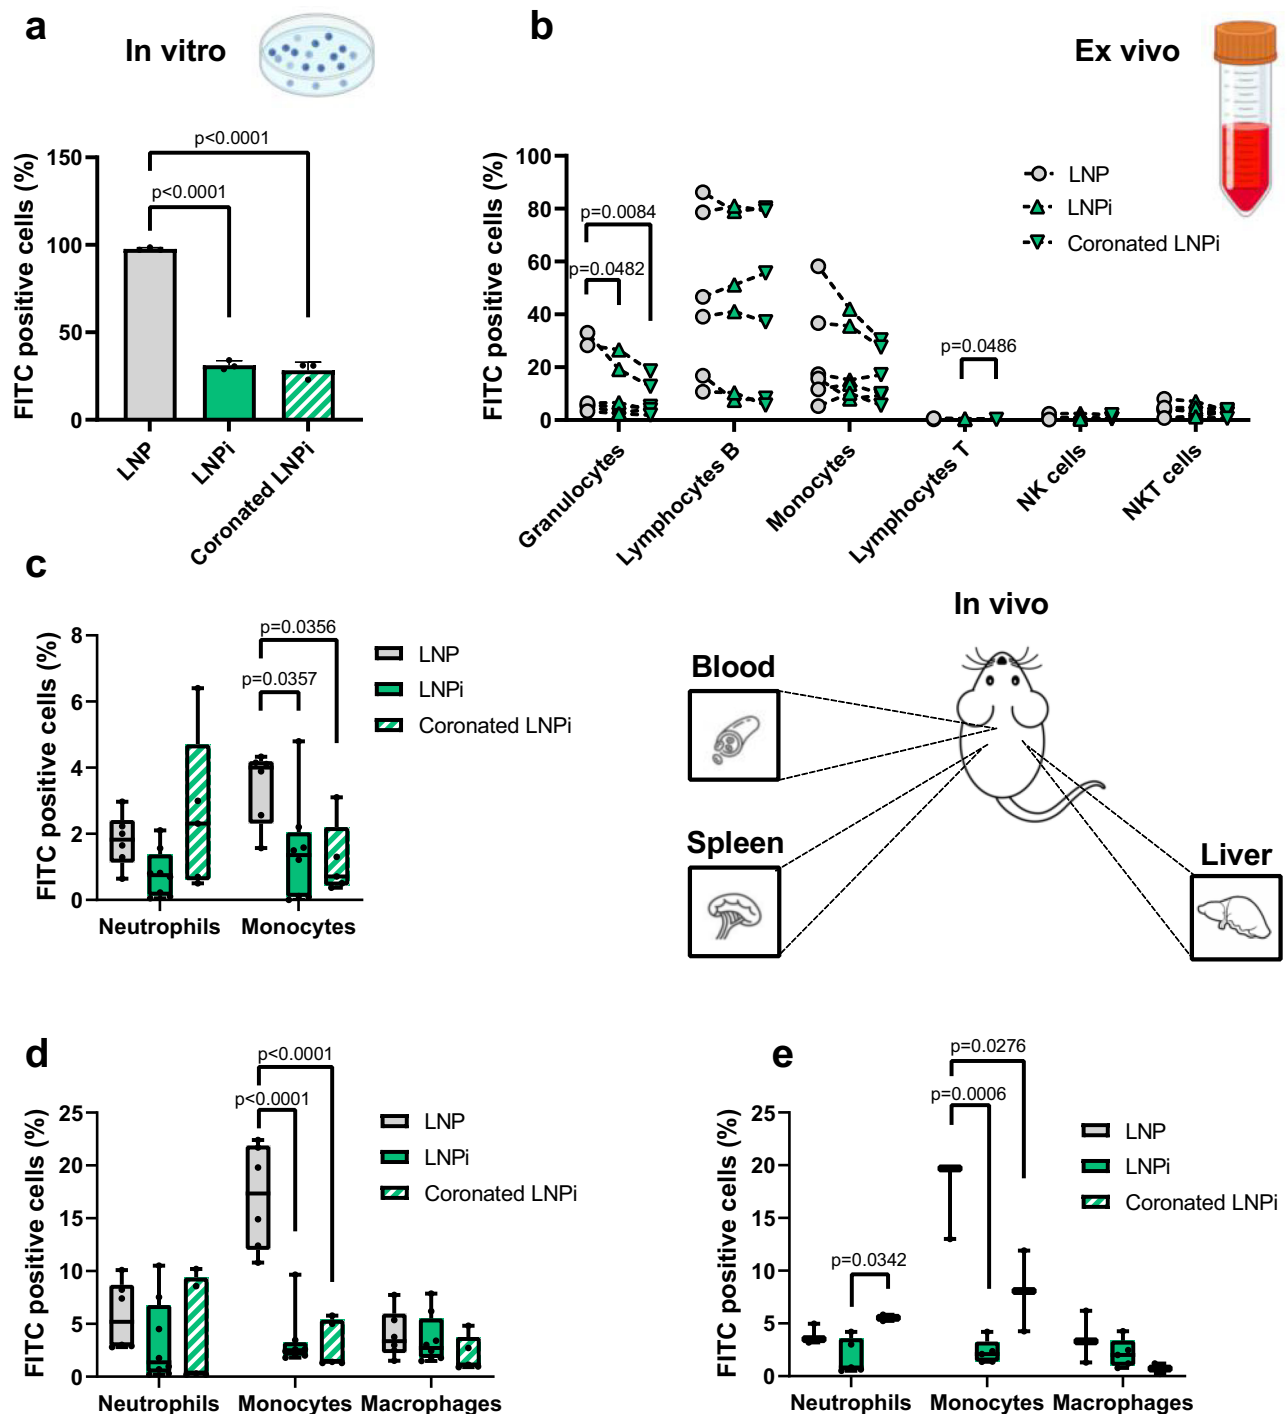 a
In vitro
FITC positive cells (%)
150
100
50
0
p<0.0001
p<0.0001
LNP
LNPi
Coronated LNPi
b
Ex vivo
FITC positive cells (%)
100
80
60
40
20
0
p=0.0084
p=0.0482
p=0.0486
LNP
LNPi
Coronated LNPi
Granulocytes
Lymphocytes B
Monocytes
Lymphocytes T
NK cells
NKT cells
c
FITC positive cells (%)
8
6
4
2
0
p=0.0356
p=0.0357
LNP
LNPi
Coronated LNPi
Neutrophils
Monocytes
In vivo
Blood
Spleen
Liver
d
FITC positive cells (%)
25
20
15
10
5
0
p<0.0001
p<0.0001
LNP
LNPi
Coronated LNPi
Neutrophils
Monocytes
Macrophages
e
FITC positive cells (%)
25
20
15
10
5
0
p=0.0276
p=0.0006
p=0.0342
LNP
LNPi
Coronated LNPi
Neutrophils
Monocytes
Macrophages